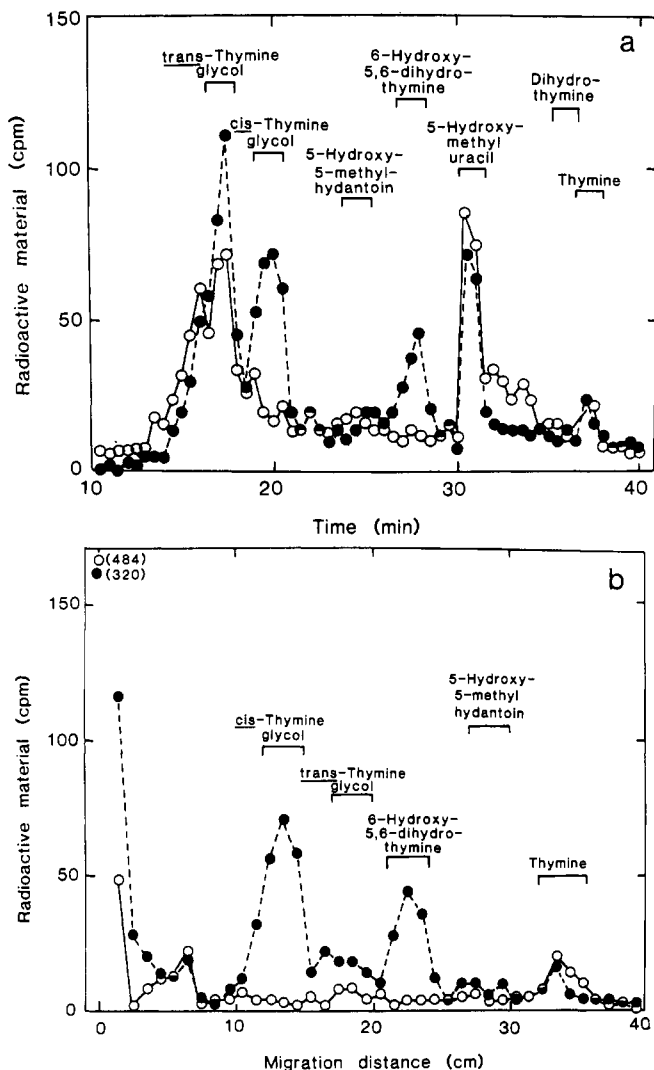 a
150
100
50
0
Radioactive material (cpm)
trans-Thymine
glycol
cis-Thymine
glycol
5-Hydroxy-
5-methyl-
hydantoin
6-Hydroxy-
5,6-dihydro-
thymine
5-Hydroxy-
methyl
uracil
Dihydro-
thymine
Thymine
10
20
30
40
Time (min)
b
(484)
(320)
150
100
50
0
Radioactive material (cpm)
cis-Thymine
glycol
trans-Thymine
glycol
6-Hydroxy-
5,6-dihydro-
thymine
5-Hydroxy-
5-methyl
hydantoin
Thymine
0
10
20
30
40
Migration distance (cm)